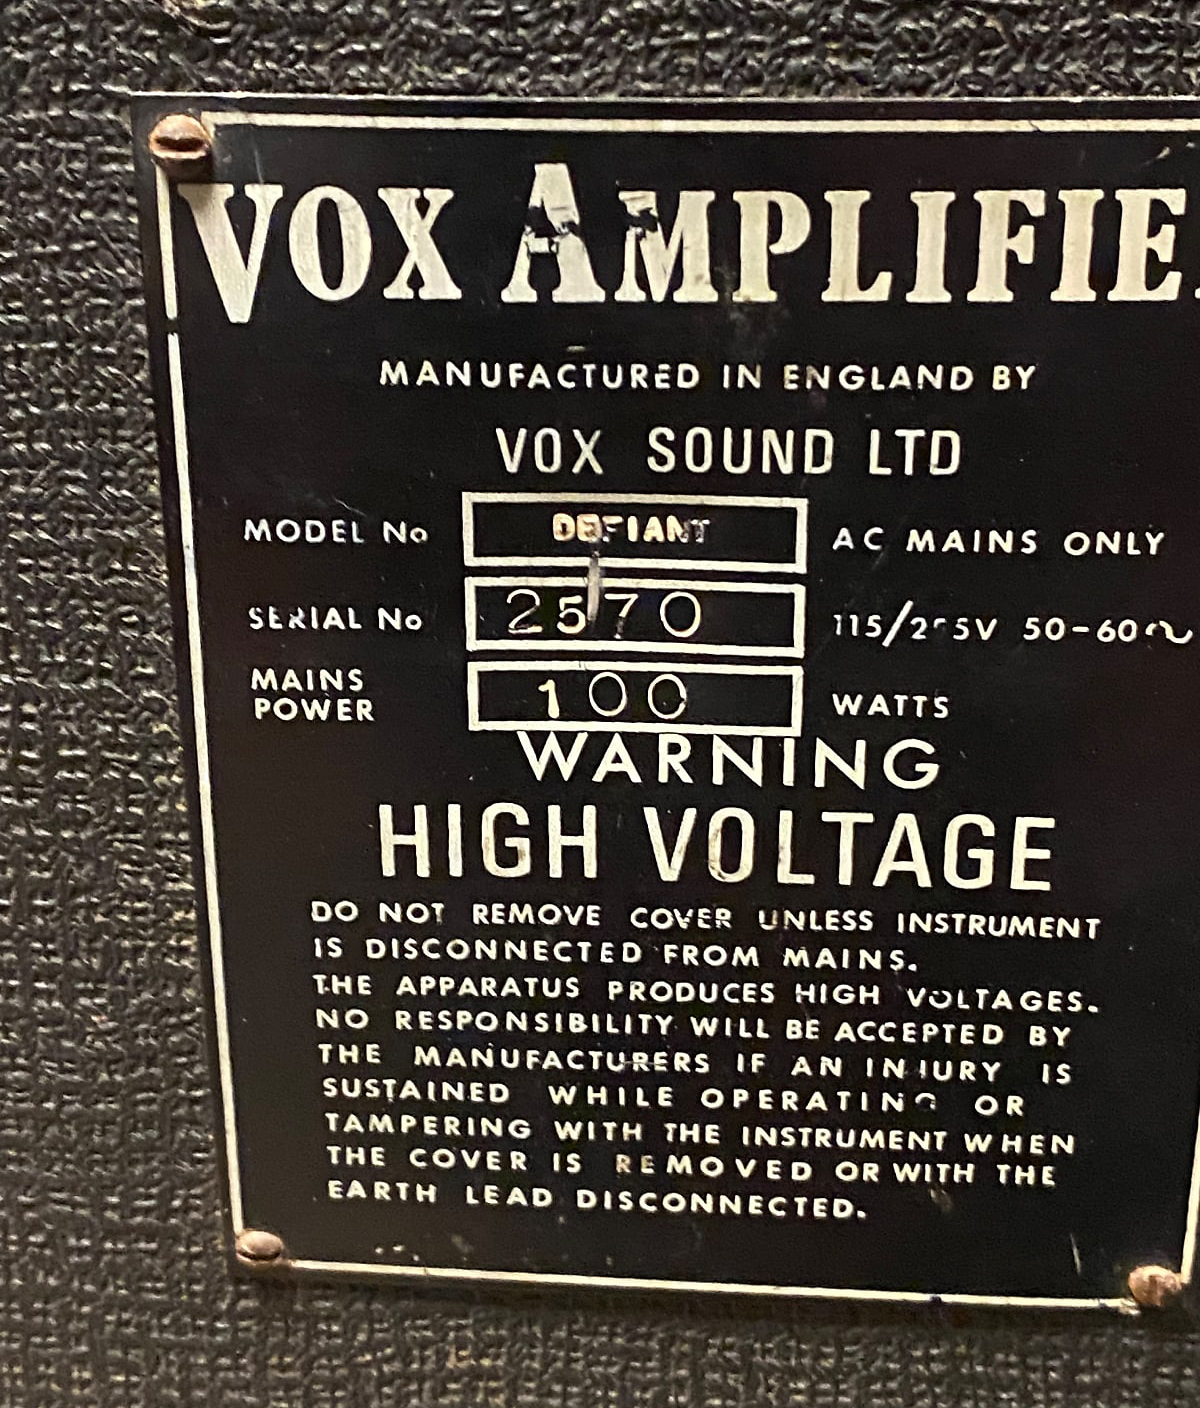 VOX AMPLIFIE
MANUFACTURED IN ENGLAND BY
VOX SOUND LTD
MODEL No DEFIANT AC MAINS ONLY
SERIAL No 2570 50-60~
MAINS POWER 100 WATTS
WARNING
HIGH VOLTAGE
DO NOT REMOVE COVER UNLESS INSTRUMENT
IS DISCONNECTED FROM MAINS.
THE APPARATUS PRODUCES HIGH VOLTAGES.
NO RESPONSIBILITY WILL BE ACCEPTED BY
THE MANUFACTURERS IF AN INJURY IS
SUSTAINED WHILE OPERATING OR
TAMPERING WITH THE INSTRUMENT WHEN
THE COVER IS REMOVED OR WITH THE
EARTH LEAD DISCONNECTED.